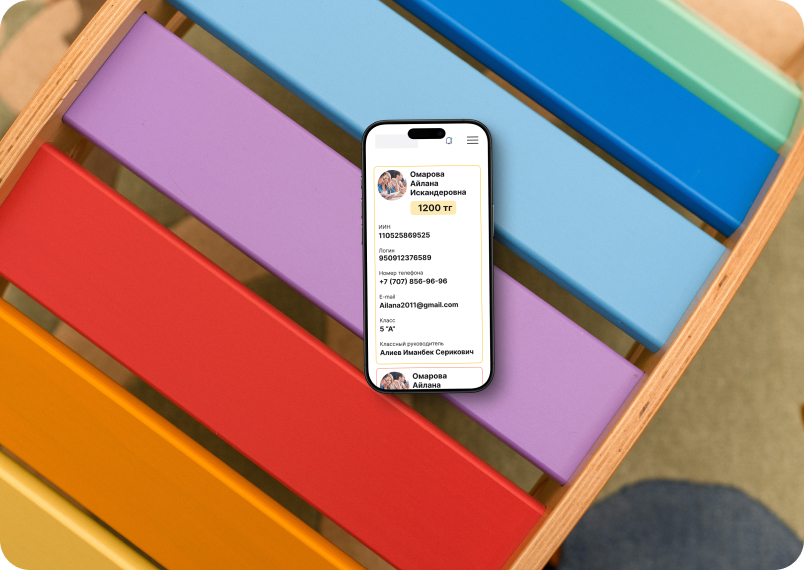 Омарова
Айлана
Искандеровна
1200 тг
ИИН
110525869525
Логин
950912376589
Номер телефона
+7 (707) 856-96-96
E-mail
Ailana2011@gmail.com
Класс
5 "А"
Классный руководитель
Алиев Иманбек Серикович
Омарова
Айлана